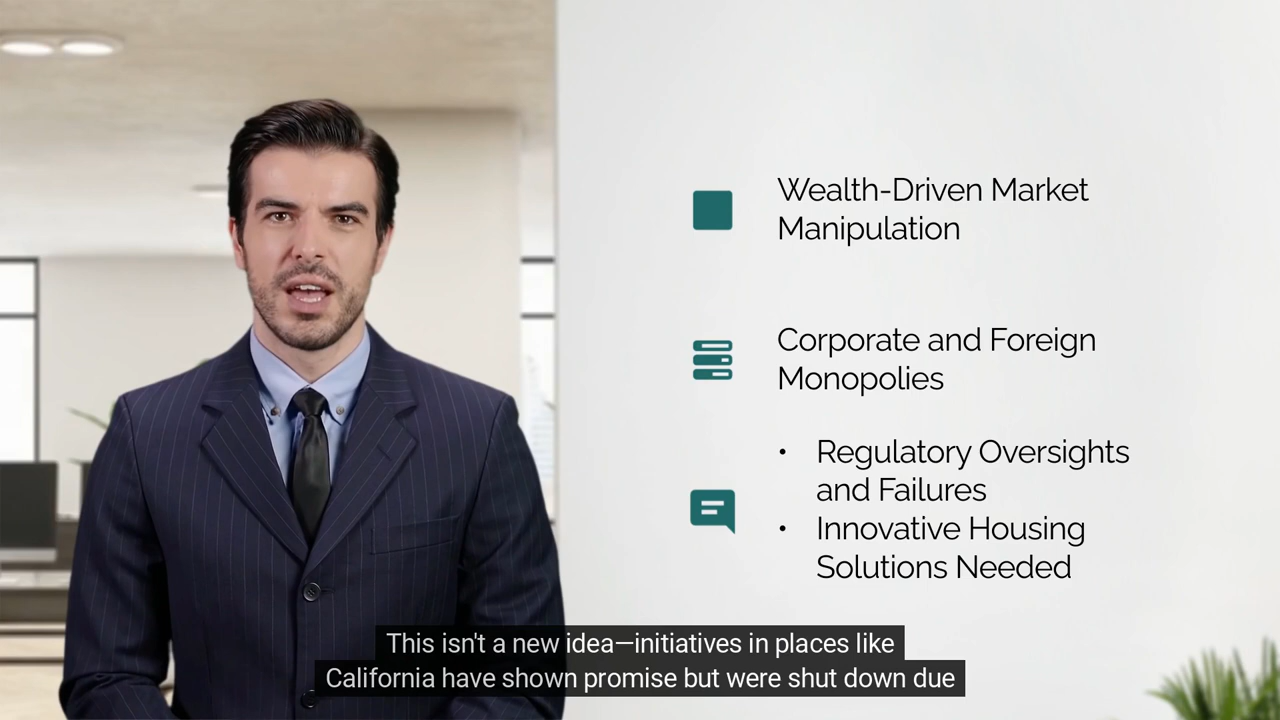 Wealth-Driven Market
Manipulation
Corporate and Foreign
Monopolies
• Regulatory Oversights
and Failures
• Innovative Housing
Solutions Needed
This isn't a new idea—initiatives in places like
California have shown promise but were shut down due